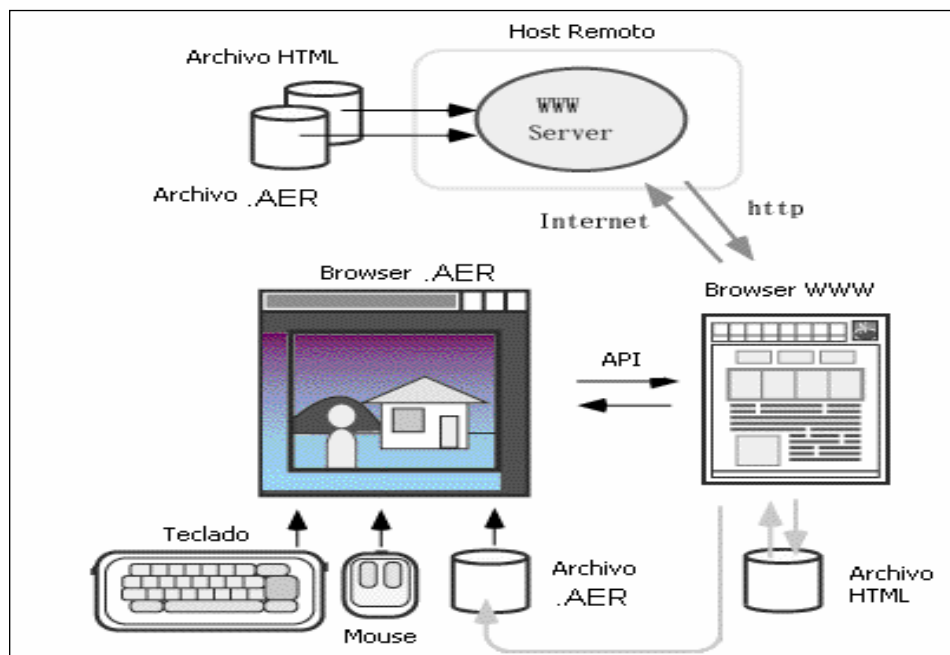 Host Remoto
Archivo HTML
WWW
Server
Archivo .AER
Internet
http
Browser .AER
Browser WWW
API
Teclado
Mouse
Archivo
.AER
Archivo
HTML